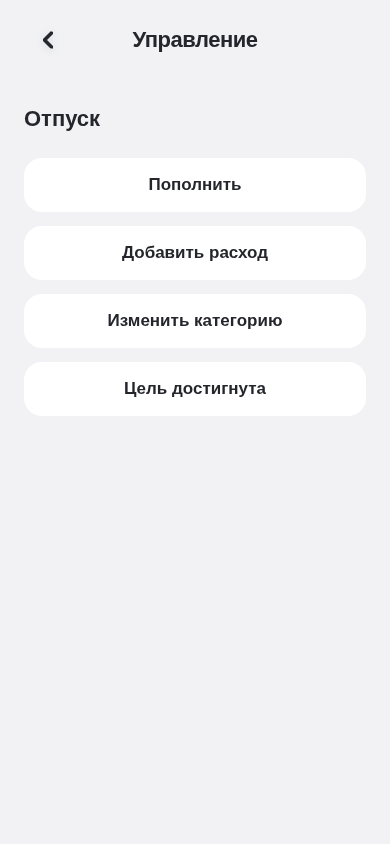 Управление
Отпуск
Пополнить
Добавить расход
Изменить категорию
Цель достигнута